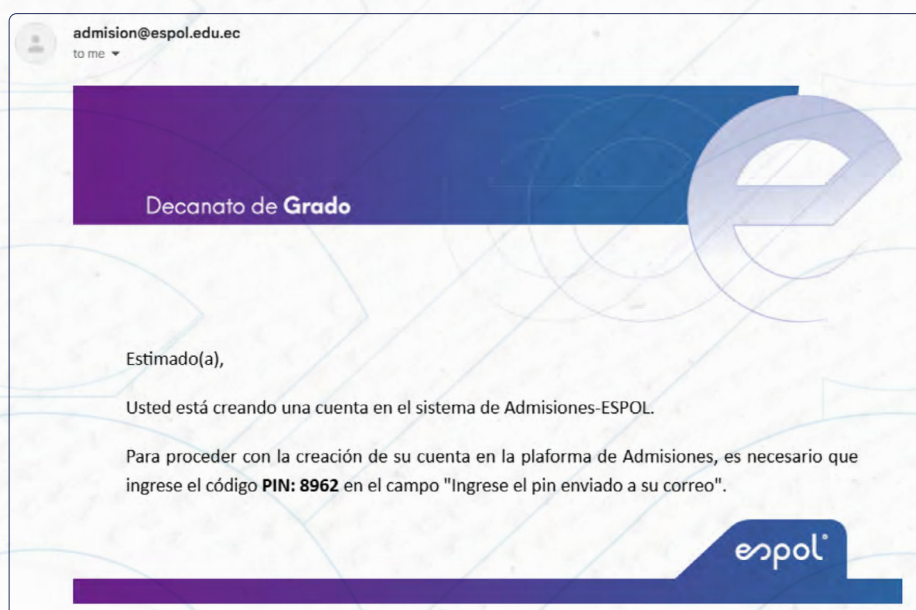 admision@espol.edu.ec
to me
Decanato de Grado
Estimado(a),
Usted está creando una cuenta en el sistema de Admisiones-ESPOL.
Para proceder con la creación de su cuenta en la plaforma de Admisiones, es necesario que
ingrese el código PIN: 8962 en el campo "Ingrese el pin enviado a su correo".
espol